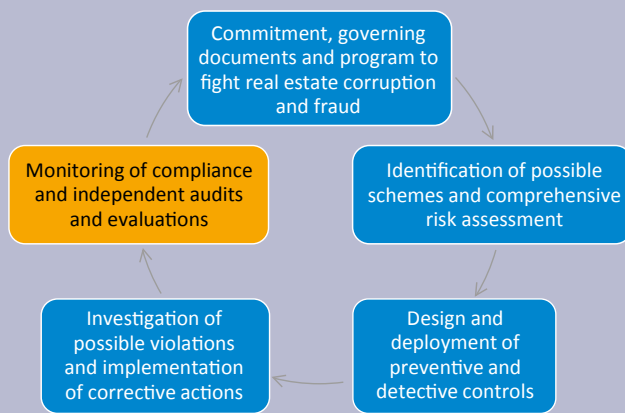 Commitment, governing
documents and program to
fight real estate corruption
and fraud
Identification of possible
schemes and comprehensive
risk assessment
Design and
deployment of
preventive and
detective controls
Investigation of
possible violations
and implementation
of corrective actions
Monitoring of compliance
and independent audits
and evaluations